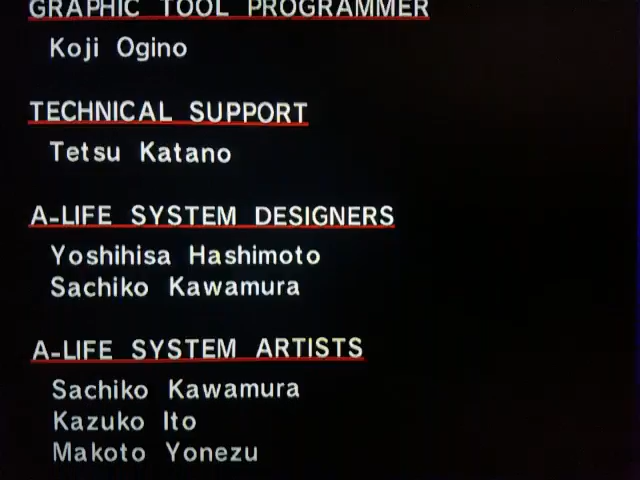 GRAPHIC TOOL PROGRAMMER
Koji Ogino
TECHNICAL SUPPORT
Tetsu Katano
A-LIFE SYSTEM DESIGNERS
Yoshihisa Hashimoto
Sachiko Kawamura
A-LIFE SYSTEM ARTISTS
Sachiko Kawamura
Kazuko Ito
Makoto Yonezu